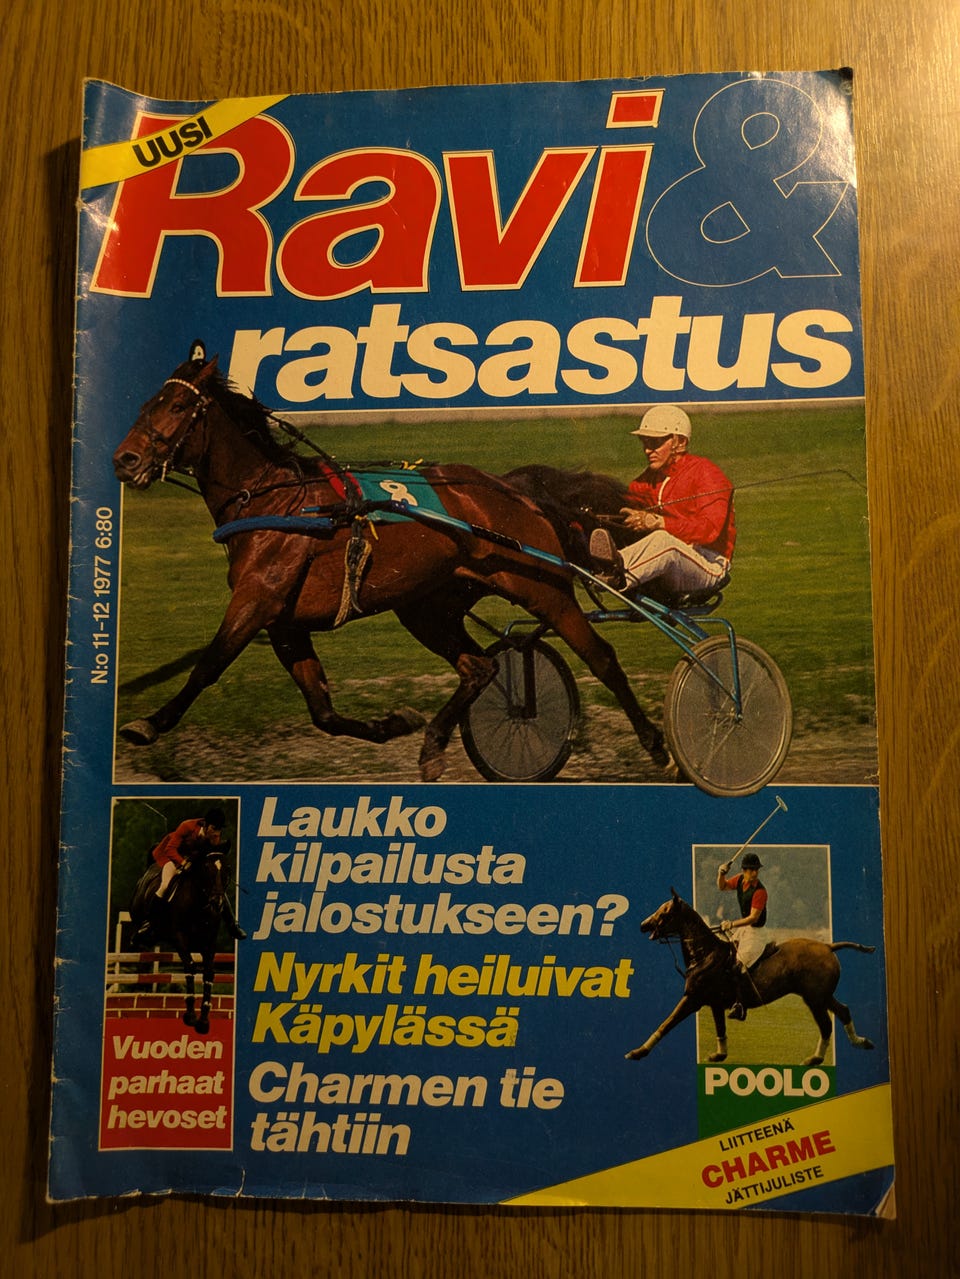 UUSI
Ravi &
ratsastus
N:o 11-12 1977 6:80
8
Laukko
kilpailusta
jalostukseen?
Nyrkit heiluivat
Käpylässä
Charmen tie
tähtiin
Vuoden
parhaat
hevoset
POOLO
LIITTEENÄ
CHARME
JÄTTIJULISTE